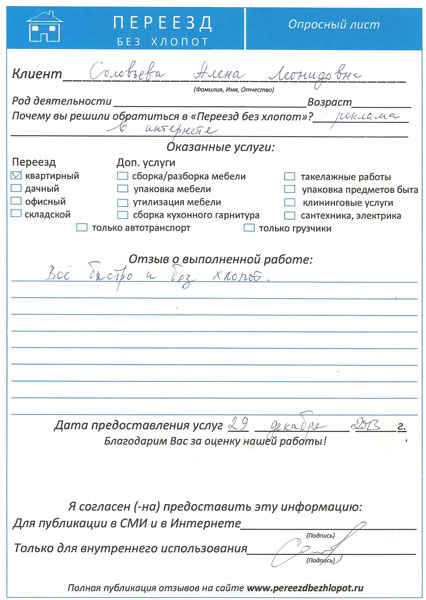 ПЕРЕЕЗД
БЕЗ ХЛОПОТ
Опросный лист
Клиент Соловьева Алена Леонидовна
(Фамилия, Имя, Отчество)
Род деятельности Возраст
Почему вы решили обратиться в «Переезд без хлопот»? реклама
в интернете
Оказанные услуги:
Переезд Доп. услуги
квартирный сборка/разборка мебели такелажные работы
дачный упаковка мебели упаковка предметов быта
офисный утилизация мебели клининговые услуги
складской сборка кухонного гарнитура сантехника, электрика
только автотранспорт только грузчики
Отзыв о выполненной работе:
Всё быстро и без хлопот.
Дата предоставления услуг 29 декабря 2013 г.
Благодарим Вас за оценку нашей работы!
Я согласен (-на) предоставить эту информацию:
Для публикации в СМИ и в Интернете
(Подпись)
Только для внутреннего использования
(Подпись)
Полная публикация отзывов на сайте www.pereezdbezhlopot.ru